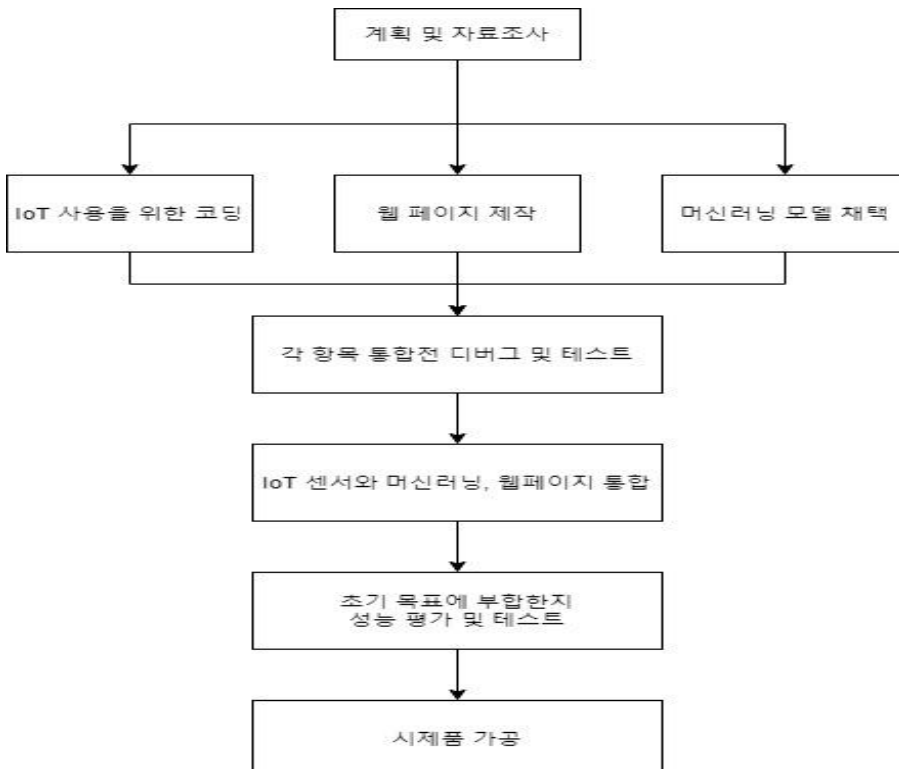 계획 및 자료조사
IoT 사용을 위한 코딩
웹 페이지 제작
머신러닝 모델 채택
각 항목 통합전 디버그 및 테스트
IoT 센서와 머신러닝, 웹페이지 통합
초기 목표에 부합한지
성능 평가 및 테스트
시제품 가공